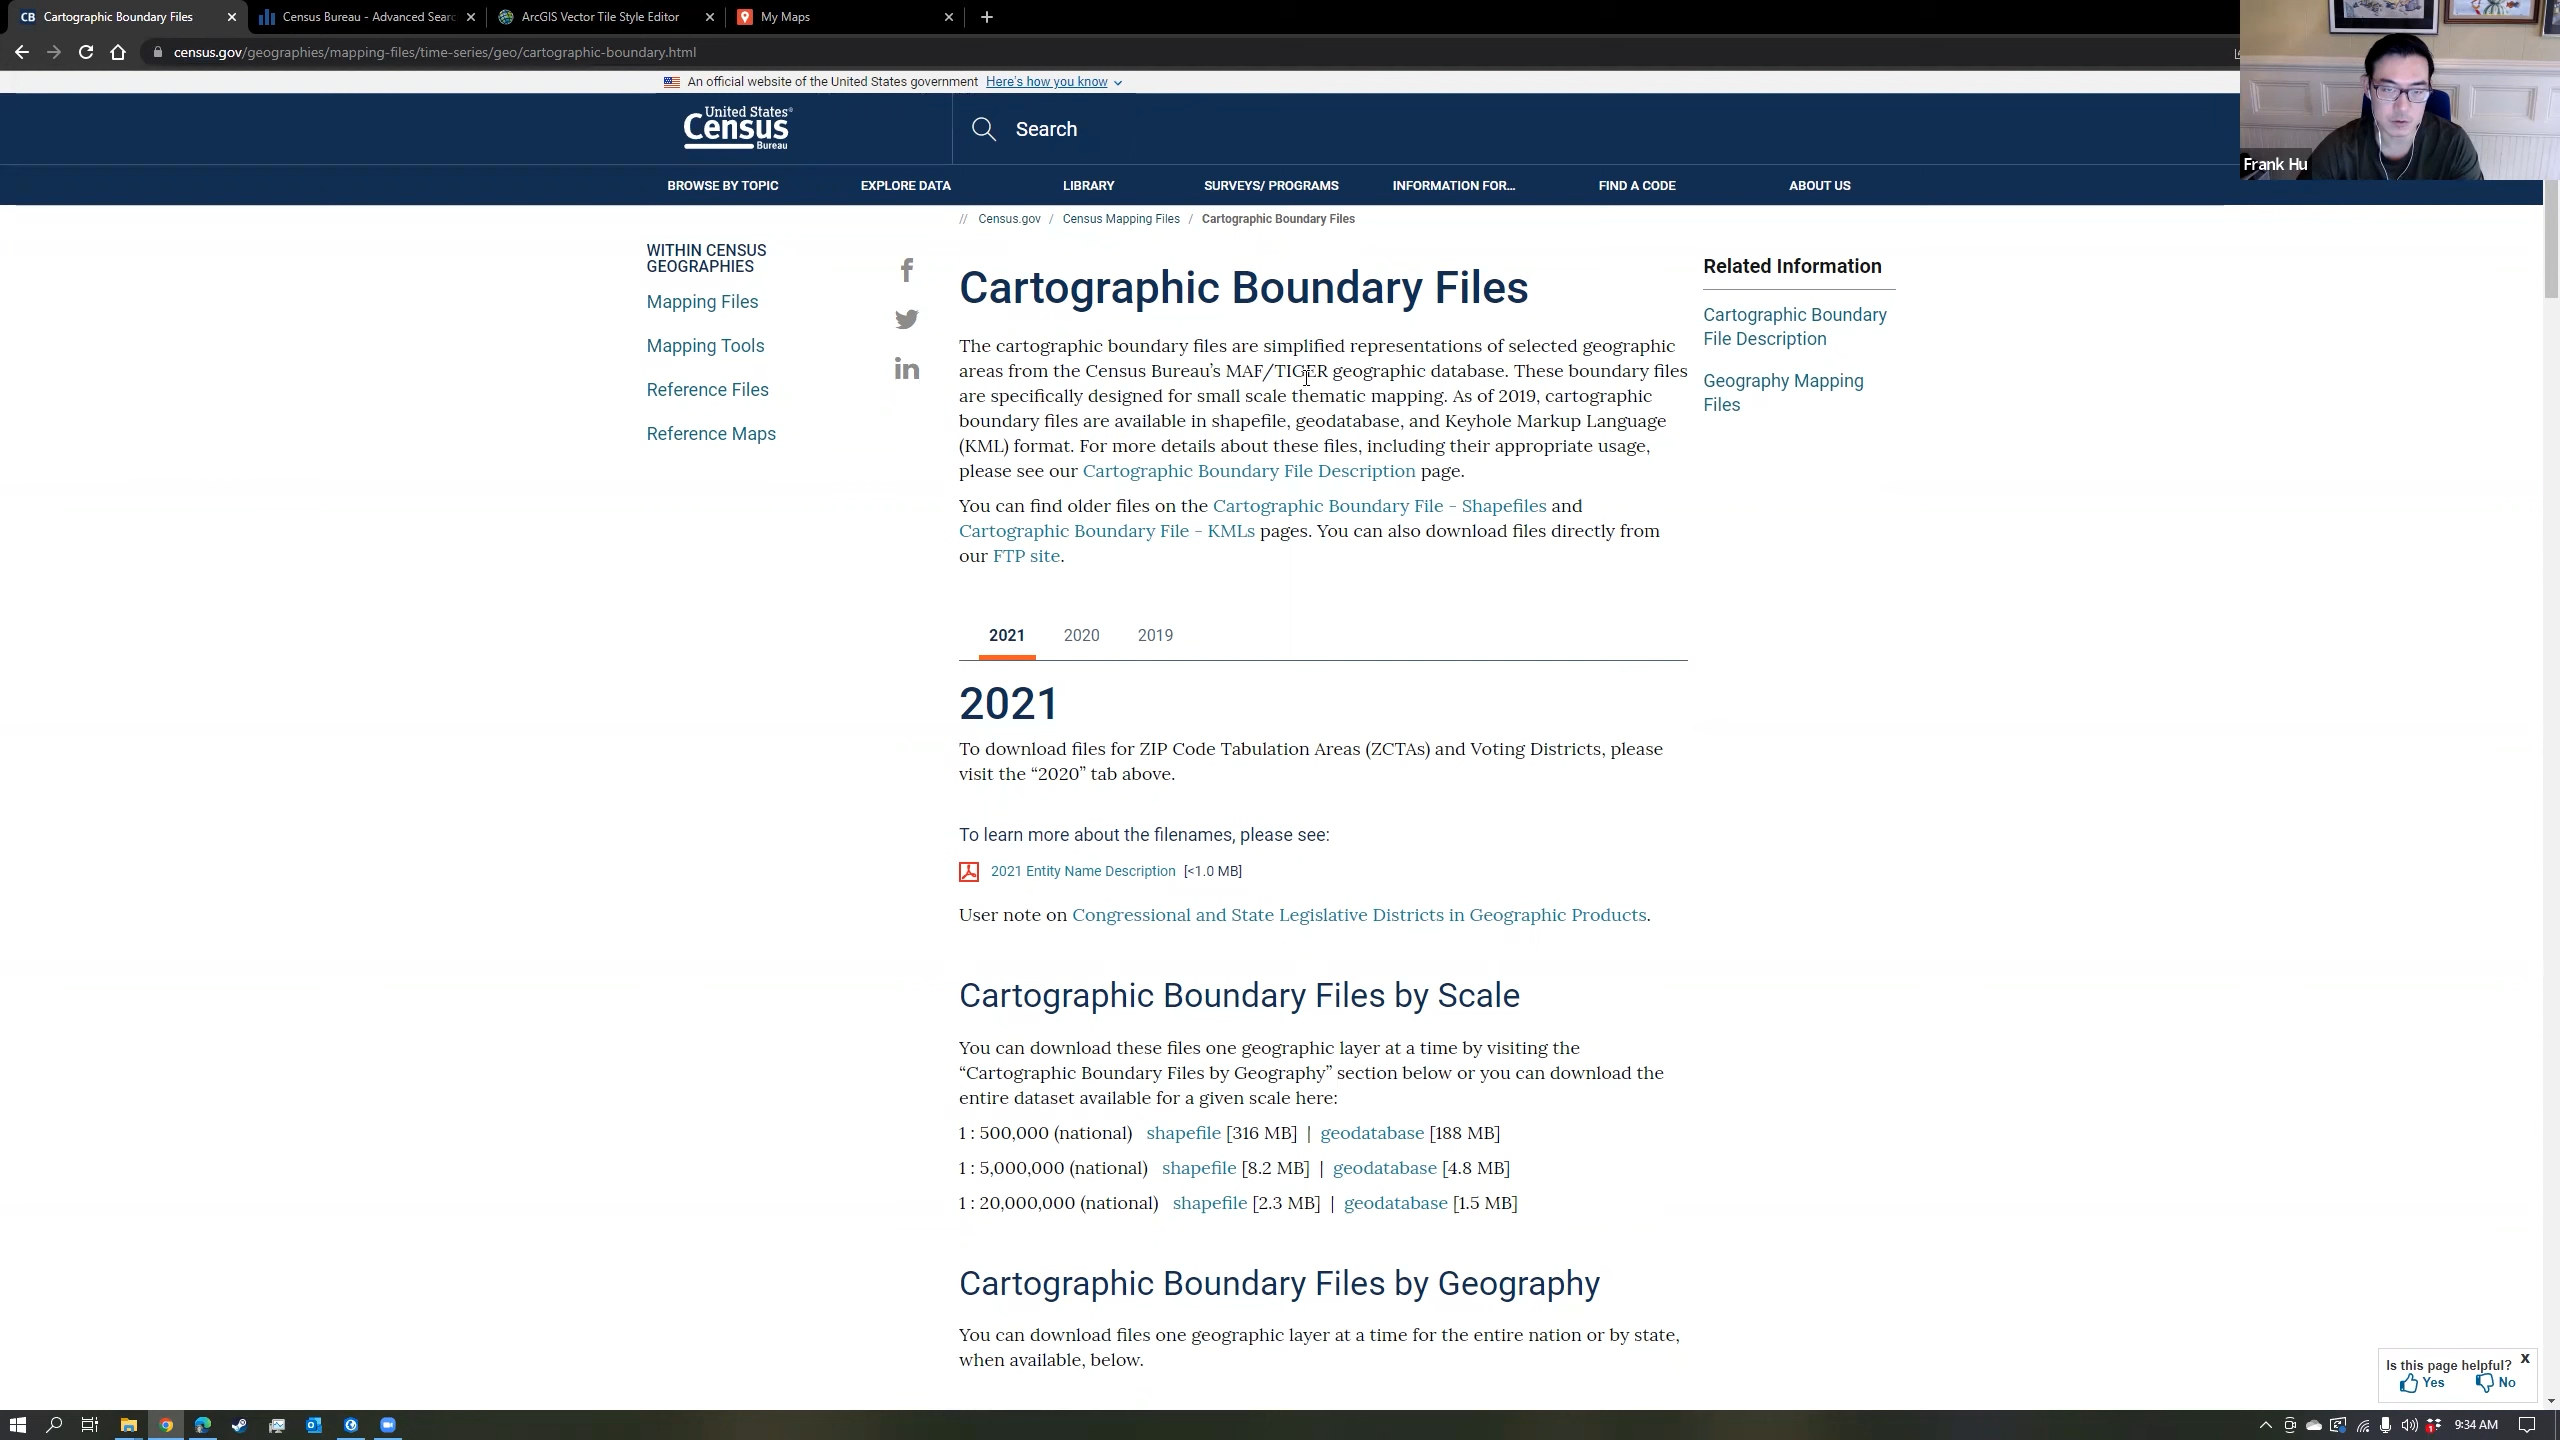 Cartographic Boundary Files
Census Bureau - Advanced Searc
ArcGIS Vector Tile Style Editor
My Maps
census.gov/geographies/mapping-files/time-series/geo/cartographic-boundary.html
An official website of the United States government Here's how you know
United States®
Census
Bureau
Search
Frank Hu
BROWSE BY TOPIC
EXPLORE DATA
LIBRARY
SURVEYS/ PROGRAMS
INFORMATION FOR...
FIND A CODE
ABOUT US
// Census.gov / Census Mapping Files / Cartographic Boundary Files
WITHIN CENSUS
GEOGRAPHIES
Mapping Files
Mapping Tools
Reference Files
Reference Maps
Cartographic Boundary Files
The cartographic boundary files are simplified representations of selected geographic
areas from the Census Bureau's MAF/TIGER geographic database. These boundary files
are specifically designed for small scale thematic mapping. As of 2019, cartographic
boundary files are available in shapefile, geodatabase, and Keyhole Markup Language
(KML) format. For more details about these files, including their appropriate usage,
please see our Cartographic Boundary File Description page.
You can find older files on the Cartographic Boundary File - Shapefiles and
Cartographic Boundary File - KMLs pages. You can also download files directly from
our FTP site.
Related Information
Cartographic Boundary
File Description
Geography Mapping
Files
2021 2020 2019
2021
To download files for ZIP Code Tabulation Areas (ZCTAs) and Voting Districts, please
visit the “2020” tab above.
To learn more about the filenames, please see:
2021 Entity Name Description [<1.0 MB]
User note on Congressional and State Legislative Districts in Geographic Products.
Cartographic Boundary Files by Scale
You can download these files one geographic layer at a time by visiting the
“Cartographic Boundary Files by Geography” section below or you can download the
entire dataset available for a given scale here:
1 : 500,000 (national) shapefile [316 MB] | geodatabase [188 MB]
1 : 5,000,000 (national) shapefile [8.2 MB] | geodatabase [4.8 MB]
1 : 20,000,000 (national) shapefile [2.3 MB] | geodatabase [1.5 MB]
Cartographic Boundary Files by Geography
You can download files one geographic layer at a time for the entire nation or by state,
when available, below.
Is this page helpful? X
Yes No
9:34 AM